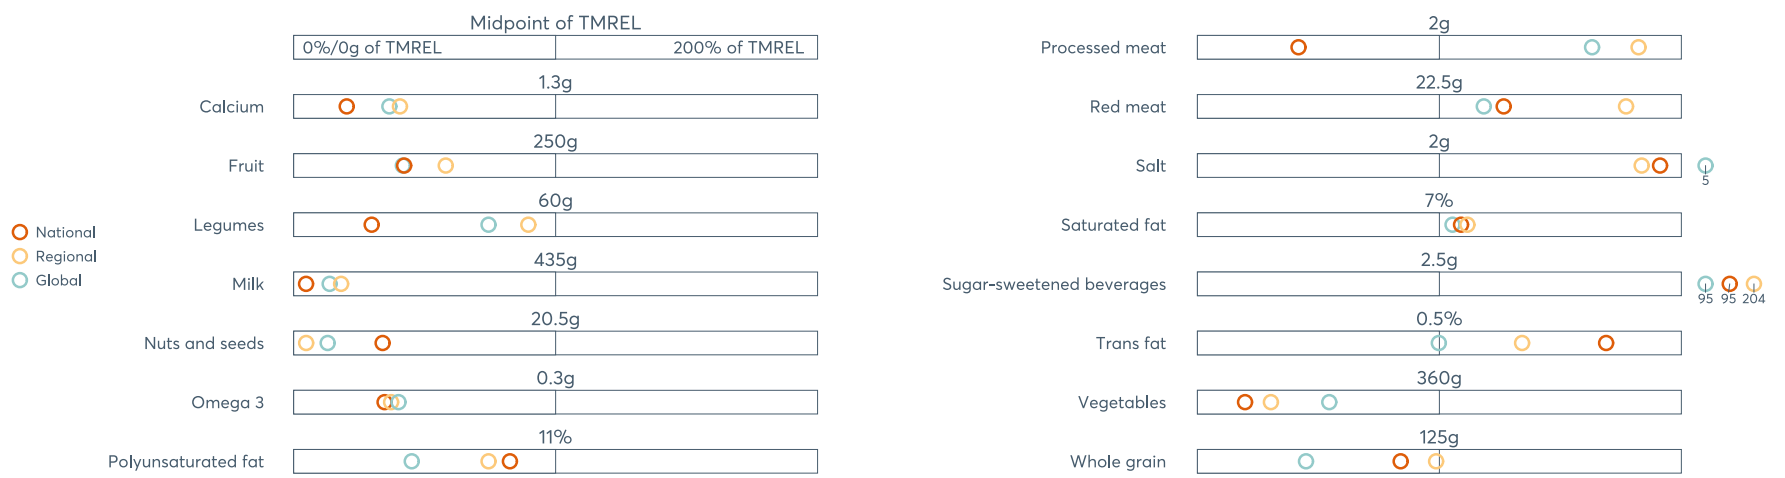 Midpoint of TMREL
0%/0g of TMREL 200% of TMREL
1.3g
Calcium
250g
Fruit
60g
Legumes
435g
Milk
20.5g
Nuts and seeds
0.3g
Omega 3
11%
Polyunsaturated fat
National
Regional
Global
2g
Processed meat
22.5g
Red meat
2g
Salt
5
7%
Saturated fat
2.5g
Sugar-sweetened beverages
95 95 204
0.5%
Trans fat
360g
Vegetables
125g
Whole grain